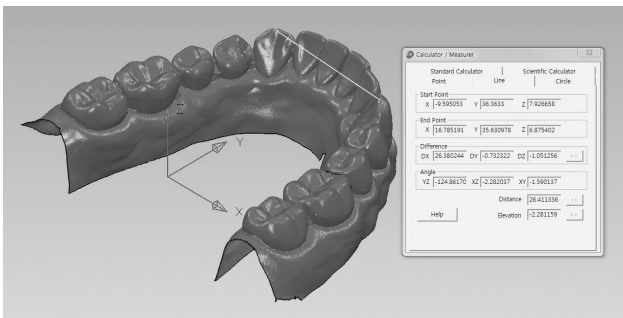 Z
Y
X
Calculator / Measurer
Standard Calculator | Scientific Calculator
Point Line | Circle
Start Point
X -9.595053 Y 36.3633 Z 7.926658
End Point
X 16.785191 Y 35.630978 Z 6.875402
Difference
DX 26.380244 DY -0.732322 DZ -1.051256 >>
Angle
YZ -124.86170 XZ -2.282037 XY -1.590137
Distance 26.411336 >>
Help Elevation -2.281159 >>